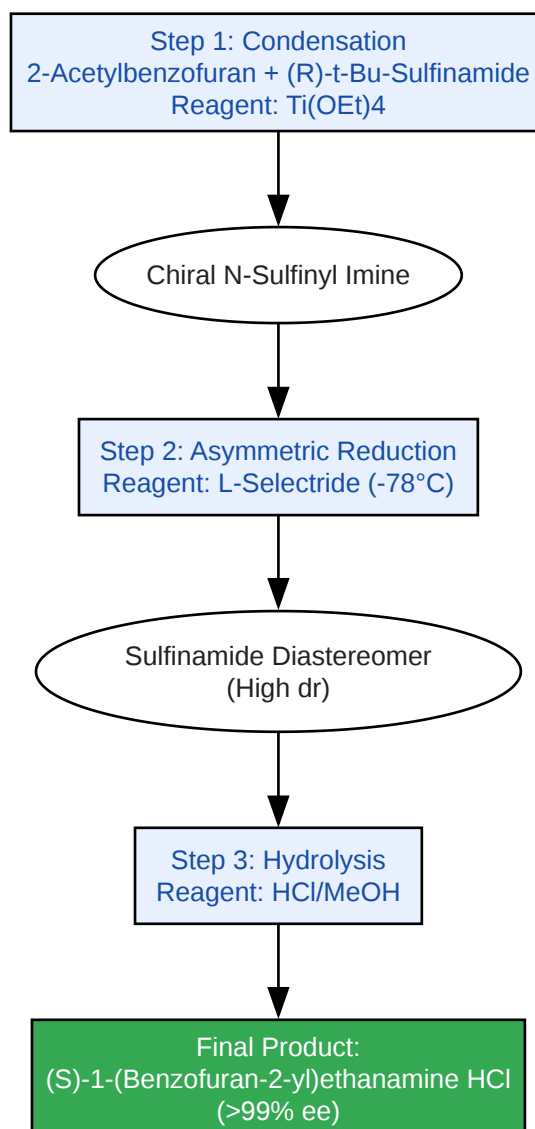 Step 1: Condensation
2-Acetylbenzofuran + (R)-t-Bu-Sulfinamide
Reagent: Ti(OEt)4
Chiral N-Sulfinyl Imine
Step 2: Asymmetric Reduction
Reagent: L-Selectride (-78°C)
Sulfinamide Diastereomer
(High dr)
Step 3: Hydrolysis
Reagent: HCl/MeOH
Final Product:
(S)-1-(Benzofuran-2-yl)ethanamine HCl
(>99% ee)